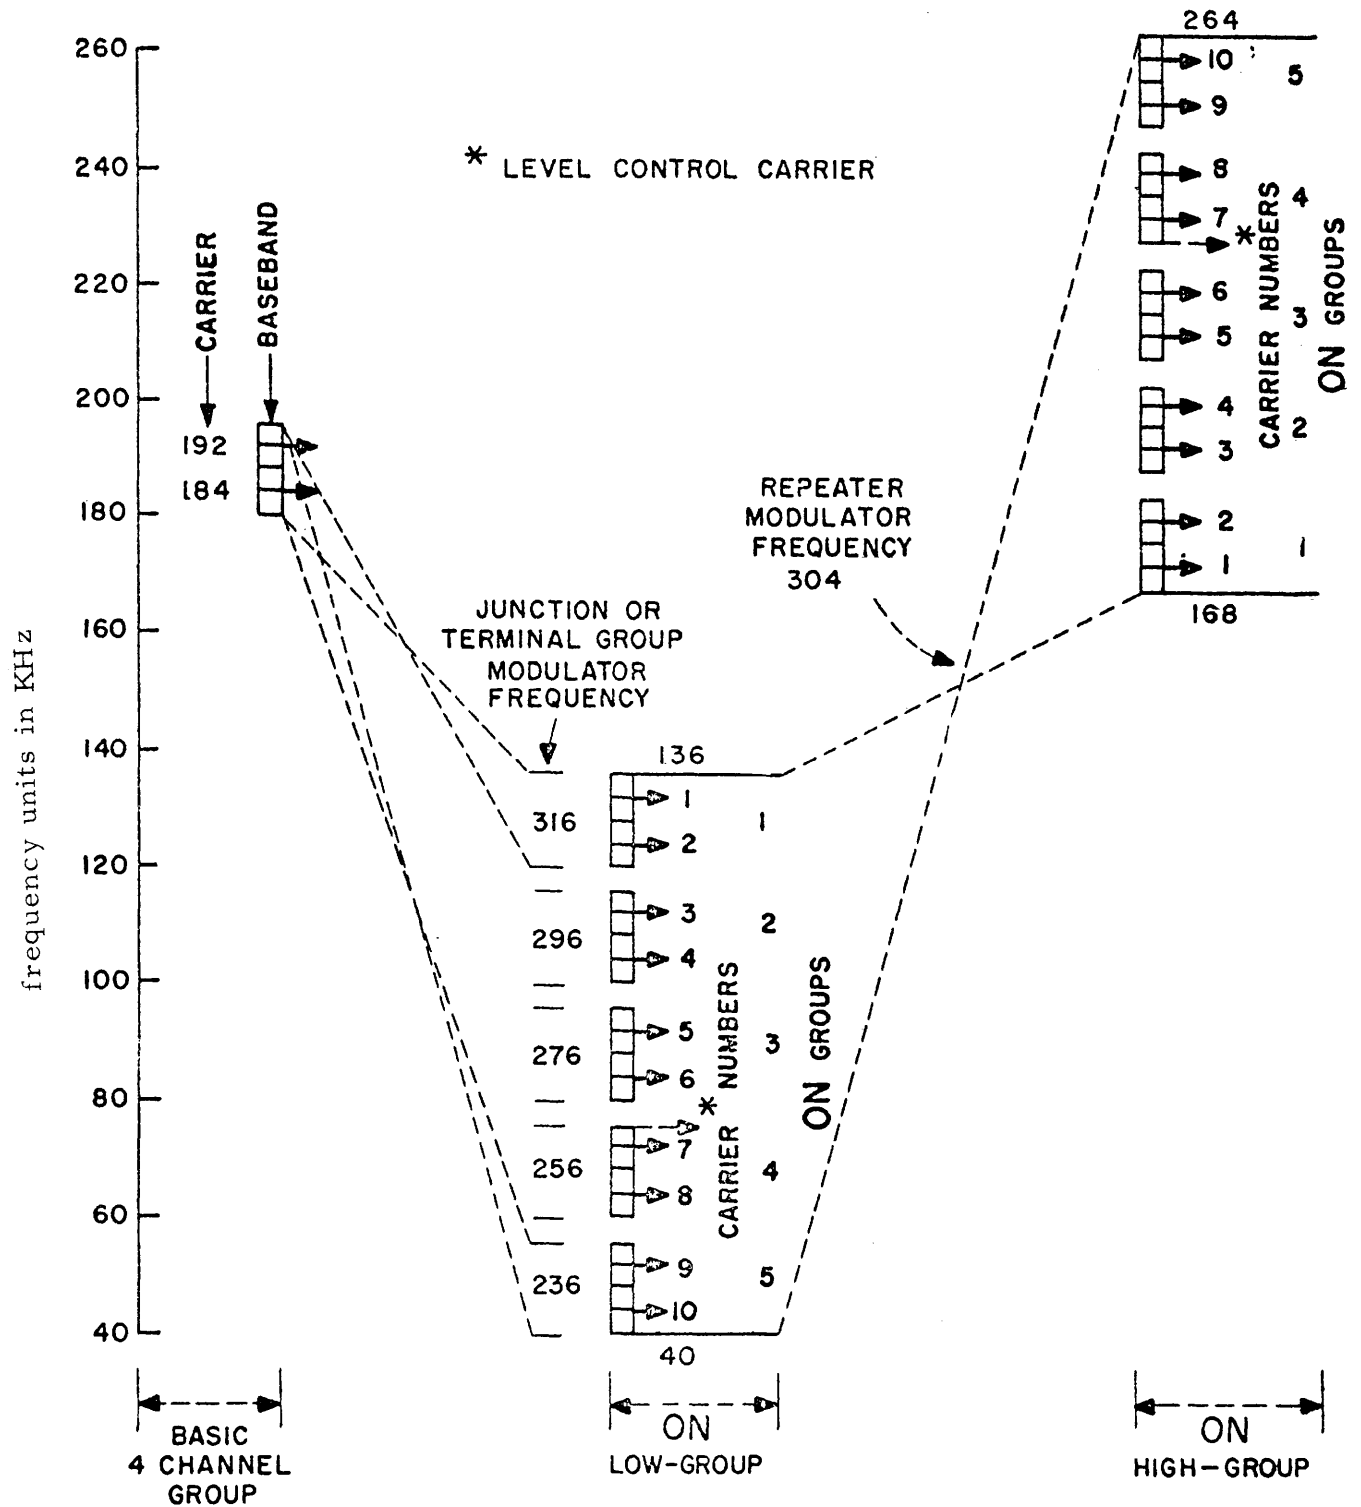 264
260
240
220
200
180
160
140
120
100
80
60
40
frequency units in KHz
* LEVEL CONTROL CARRIER
CARRIER
BASEBAND
192
184
JUNCTION OR
TERMINAL GROUP
MODULATOR
FREQUENCY
REPEATER
MODULATOR
FREQUENCY
304
316
296
276
256
236
136
1
2
3
4
5
6
*
7
8
9
10
CARRIER NUMBERS
1
2
3
4
5
ON GROUPS
40
10
9
8
7
*
6
5
4
3
2
1
CARRIER NUMBERS
5
4
3
2
1
ON GROUPS
168
BASIC
4 CHANNEL
GROUP
ON
LOW-GROUP
ON
HIGH-GROUP